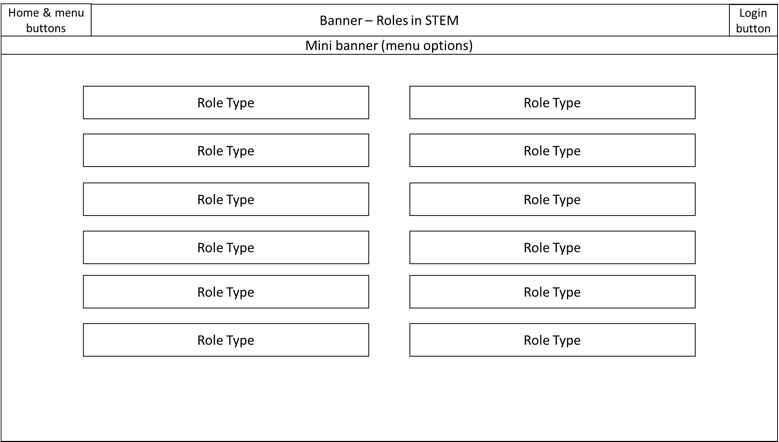 Home & menu
buttons
Banner – Roles in STEM
Login
button
Mini banner (menu options)
Role Type
Role Type
Role Type
Role Type
Role Type
Role Type
Role Type
Role Type
Role Type
Role Type
Role Type
Role Type